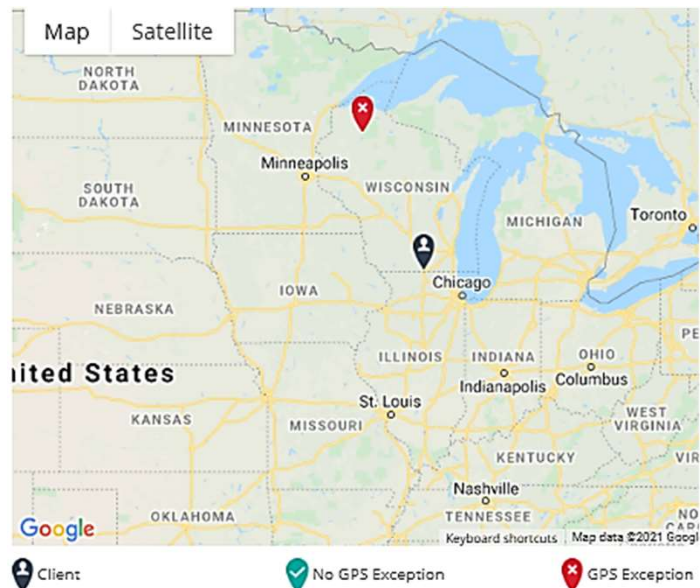 Map Satellite
NORTH
DAKOTA
MINNESOTA
Minneapolis
WISCONSIN
SOUTH
DAKOTA
MICHIGAN
Toronto
Chicago
IOWA
NEBRASKA
ILLINOIS INDIANA OHIO
Indianapolis Columbus
ited States
St. Louis
KANSAS
MISSOURI
WEST
VIRGINIA
KENTUCKY
Nashville
TENNESSEE
OKLAHOMA
Google
Keyboard shortcuts Map data ©2021 Googl
Client No GPS Exception GPS Exception